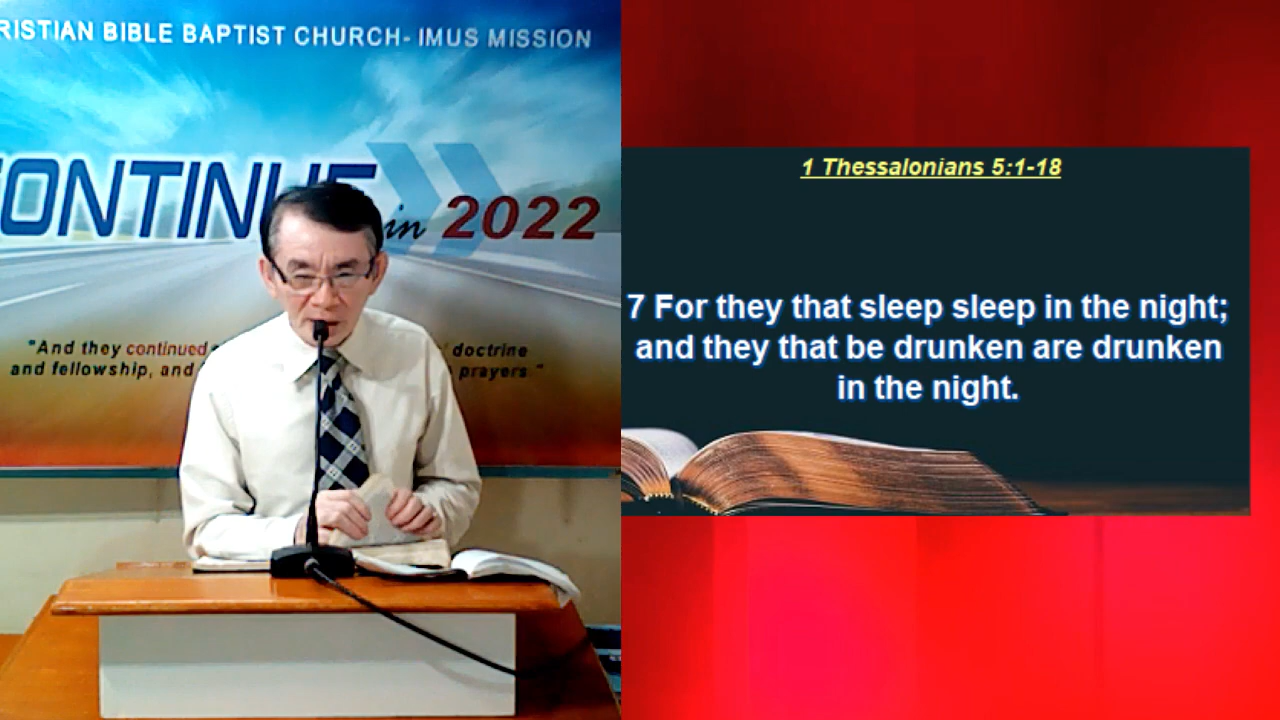 RISTIAN BIBLE BAPTIST CHURCH- IMUS MISSION
CONTINUE in 2022
"And they continued doctrine
and fellowship, and prayers "
1 Thessalonians 5:1-18
7 For they that sleep sleep in the night;
and they that be drunken are drunken
in the night.